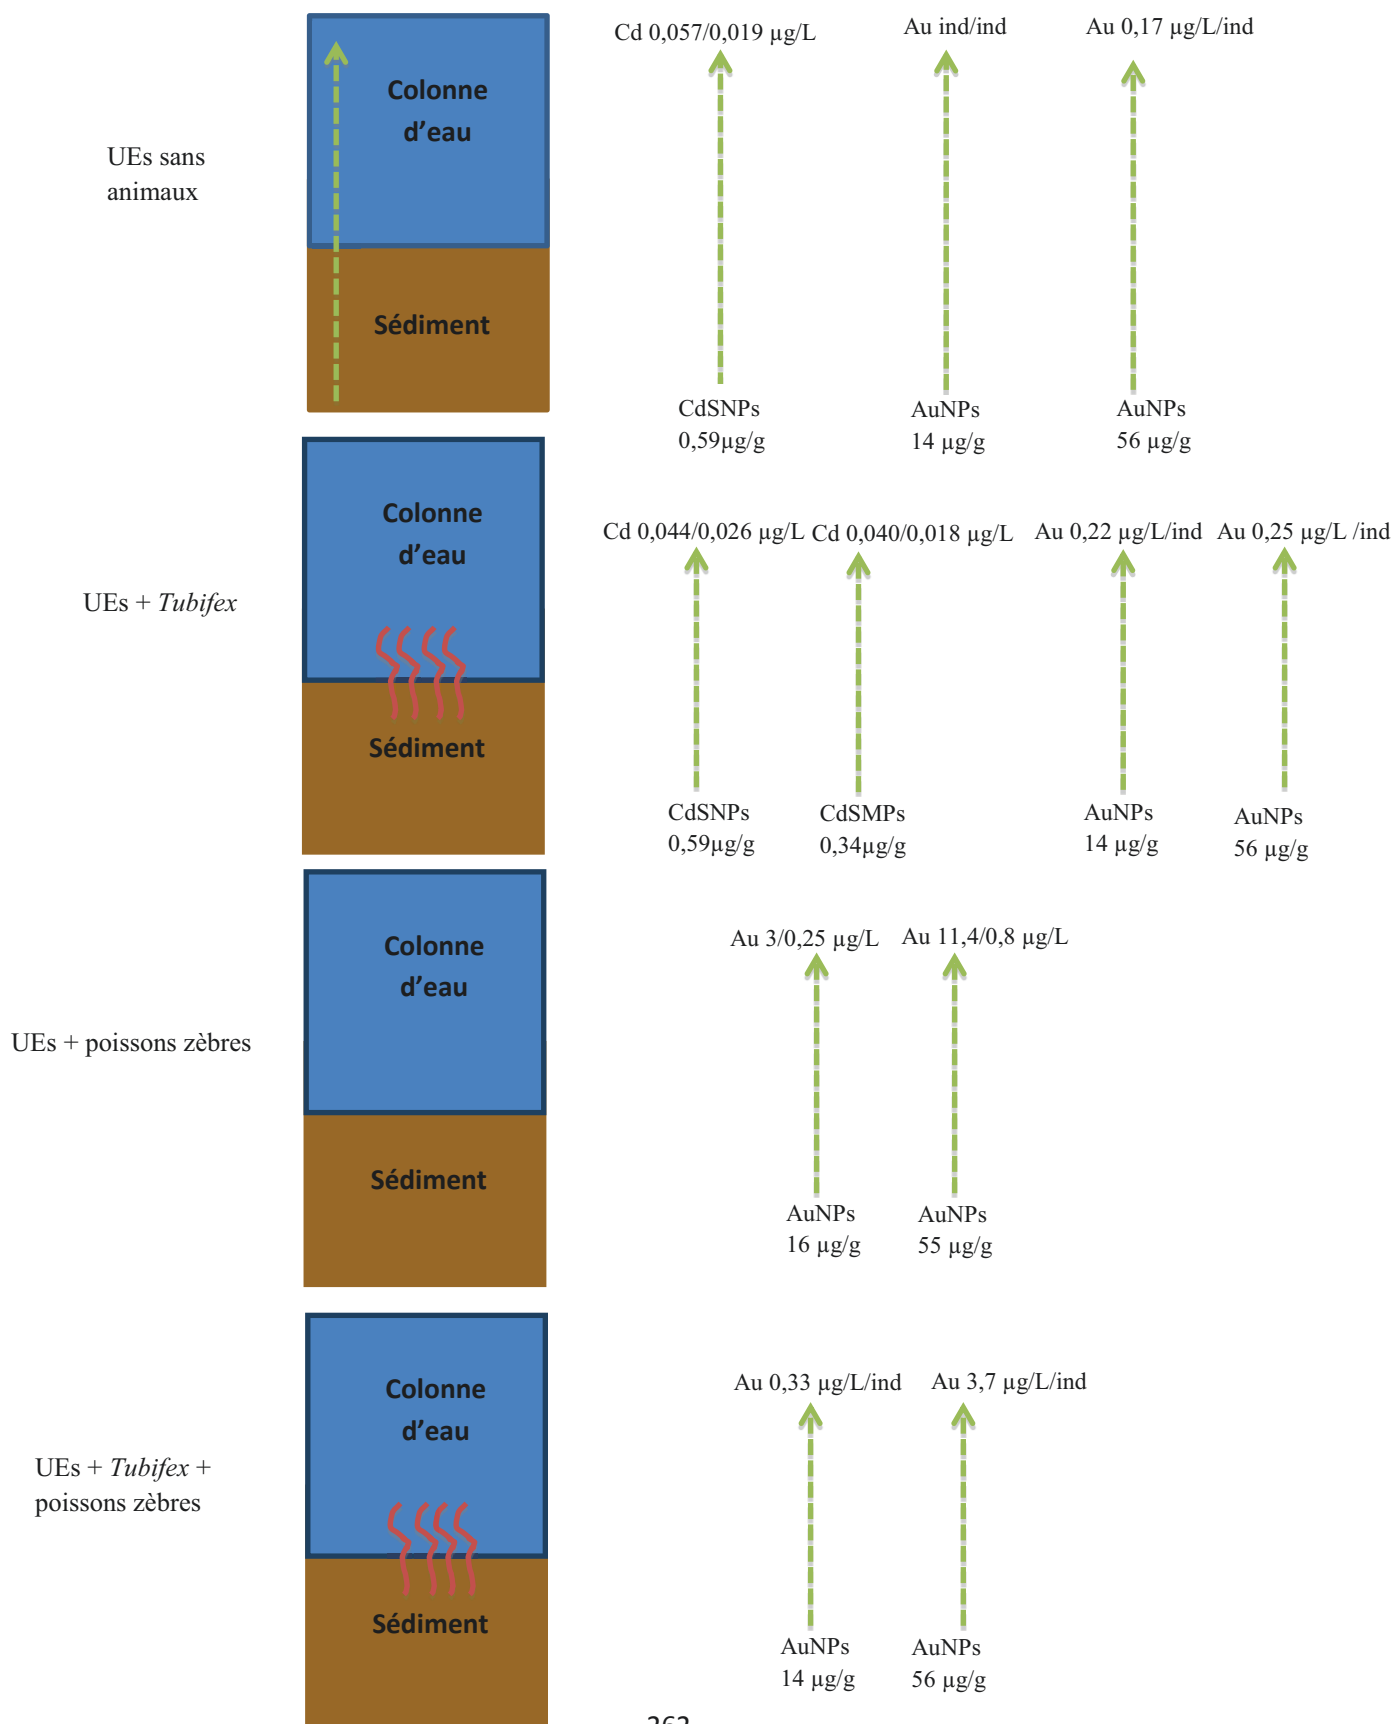 Cd 0,057/0,019 µg/L
Au ind/ind
Au 0,17 µg/L/ind
Colonne
d’eau
UEs sans
animaux
Sédiment
CdSNPs
0,59µg/g
AuNPs
14 µg/g
AuNPs
56 µg/g
Colonne
d’eau
Cd 0,044/0,026 µg/L
Cd 0,040/0,018 µg/L
Au 0,22 µg/L/ind
Au 0,25 µg/L /ind
UEs + Tubifex
Sédiment
CdSNPs
0,59µg/g
CdSMPs
0,34µg/g
AuNPs
14 µg/g
AuNPs
56 µg/g
Colonne
d’eau
Au 3/0,25 µg/L
Au 11,4/0,8 µg/L
UEs + poissons zèbres
Sédiment
AuNPs
16 µg/g
AuNPs
55 µg/g
Colonne
d’eau
Au 0,33 µg/L/ind
Au 3,7 µg/L/ind
UEs + Tubifex +
poissons zèbres
Sédiment
AuNPs
14 µg/g
AuNPs
56 µg/g